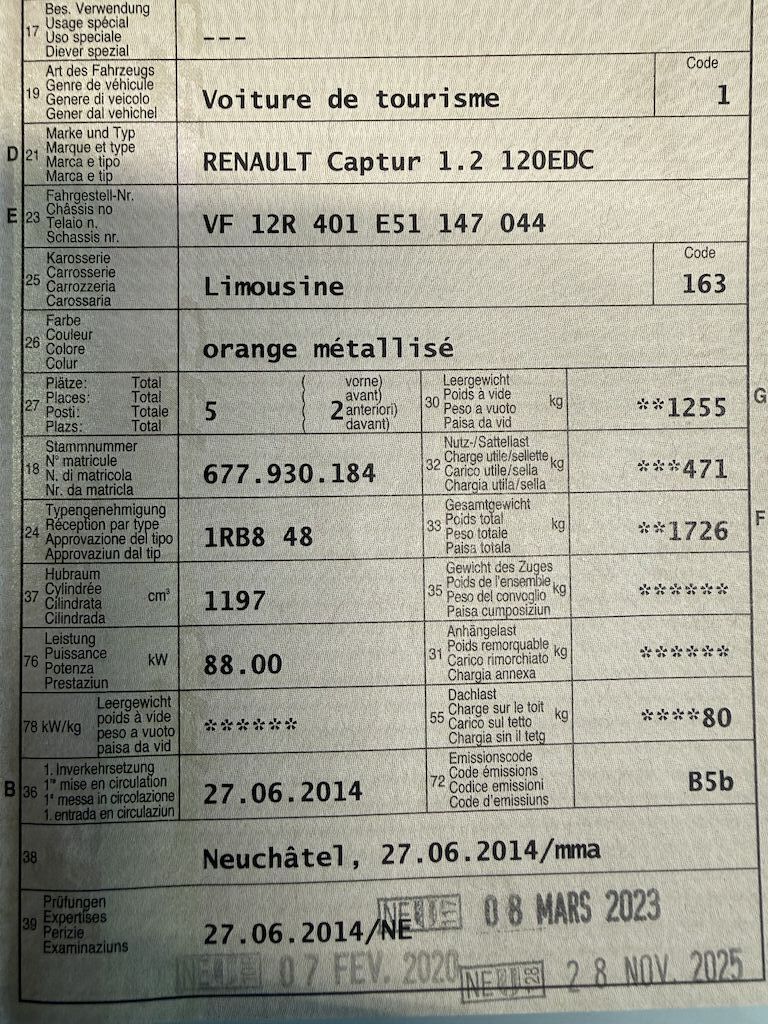 17
Bes. Verwendung
Usage spécial
Uso speciale
Diever spezial
---
19
Art des Fahrzeugs
Genre de véhicule
Genere di veicolo
Gener dal vehichel
Voiture de tourisme
Code
1
D
21
Marke und Typ
Marque et type
Marca e tipo
Marca e tip
RENAULT Captur 1.2 120EDC
E
23
Fahrgestell-Nr.
Châssis no
Telaio n.
Schassis nr.
VF 12R 401 E51 147 044
25
Karosserie
Carrosserie
Carrozzeria
Carossaria
Limousine
Code
163
26
Farbe
Couleur
Colore
Colur
orange métallisé
27
Plätze: Total
Places: Total
Posti: Totale
Plazs: Total
5
( vorne)
( avant)
( 2 anteriori)
( davant)
30
Leergewicht
Poids à vide
Peso a vuoto
Paisa da vid
kg
**1255
G
18
Stammnummer
N° matricule
N. di matricola
Nr. da matricla
677.930.184
32
Nutz-/Sattellast
Charge utile/sellette
Carico utile/sella
Chargia utila/sella
kg
***471
24
Typengenehmigung
Réception par type
Approvazione del tipo
Approvaziun dal tip
1RB8 48
33
Gesamtgewicht
Poids total
Peso totale
Paisa totala
kg
**1726
F
37
Hubraum
Cylindrée
Cilindrata
Cilindrada
cm³
1197
35
Gewicht des Zuges
Poids de l'ensemble
Peso del convoglio
Paisa cumposiziun
kg
******
76
Leistung
Puissance
Potenza
Prestaziun
kW
88.00
31
Anhängelast
Poids remorquable
Carico rimorchiato
Chargia annexa
kg
******
78 kW/kg
Leergewicht
poids à vide
peso a vuoto
paisa da vid
******
55
Dachlast
Charge sur le toit
Carico sul tetto
Chargia sin il tetg
kg
****80
B
36
1. Inverkehrsetzung
1re mise en circulation
1a messa in circolazione
1. entrada en circulaziun
27.06.2014
72
Emissionscode
Code émissions
Codice emissioni
Code d'emissiuns
B5b
38
Neuchâtel, 27.06.2014/mma
39
Prüfungen
Expertises
Perizie
Examinaziuns
27.06.2014/NE
NE 117 08 MARS 2023
NE 07 FEV. 2020
NE 128 28 NOV. 2025